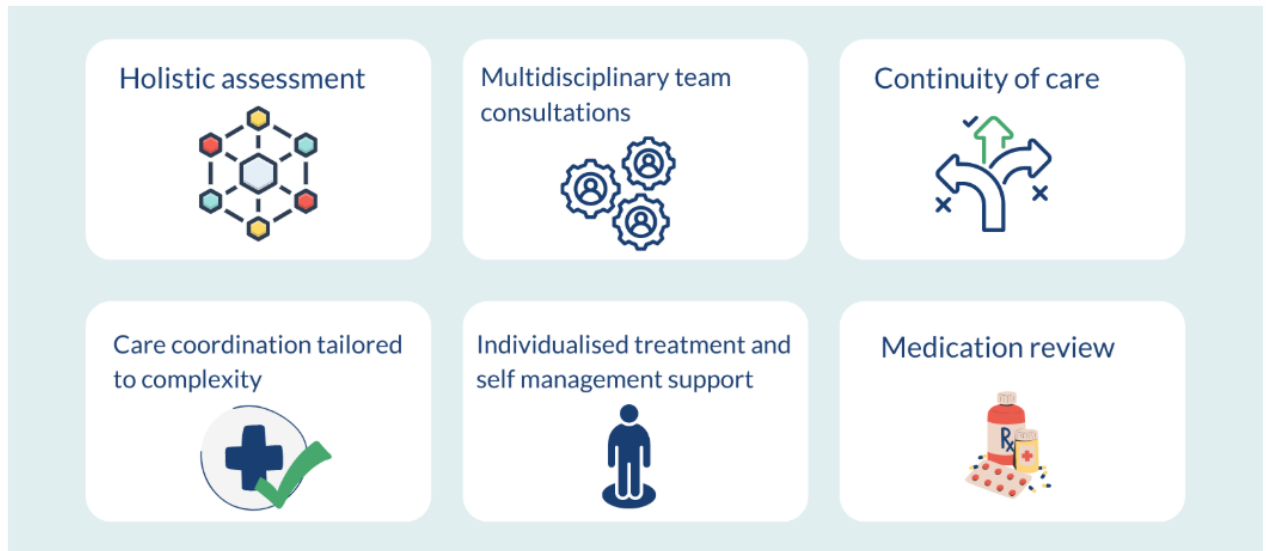 Holistic assessment
Multidisciplinary team
consultations
Continuity of care
Care coordination tailored
to complexity
Individualised treatment and
self management support
Medication review
Rx